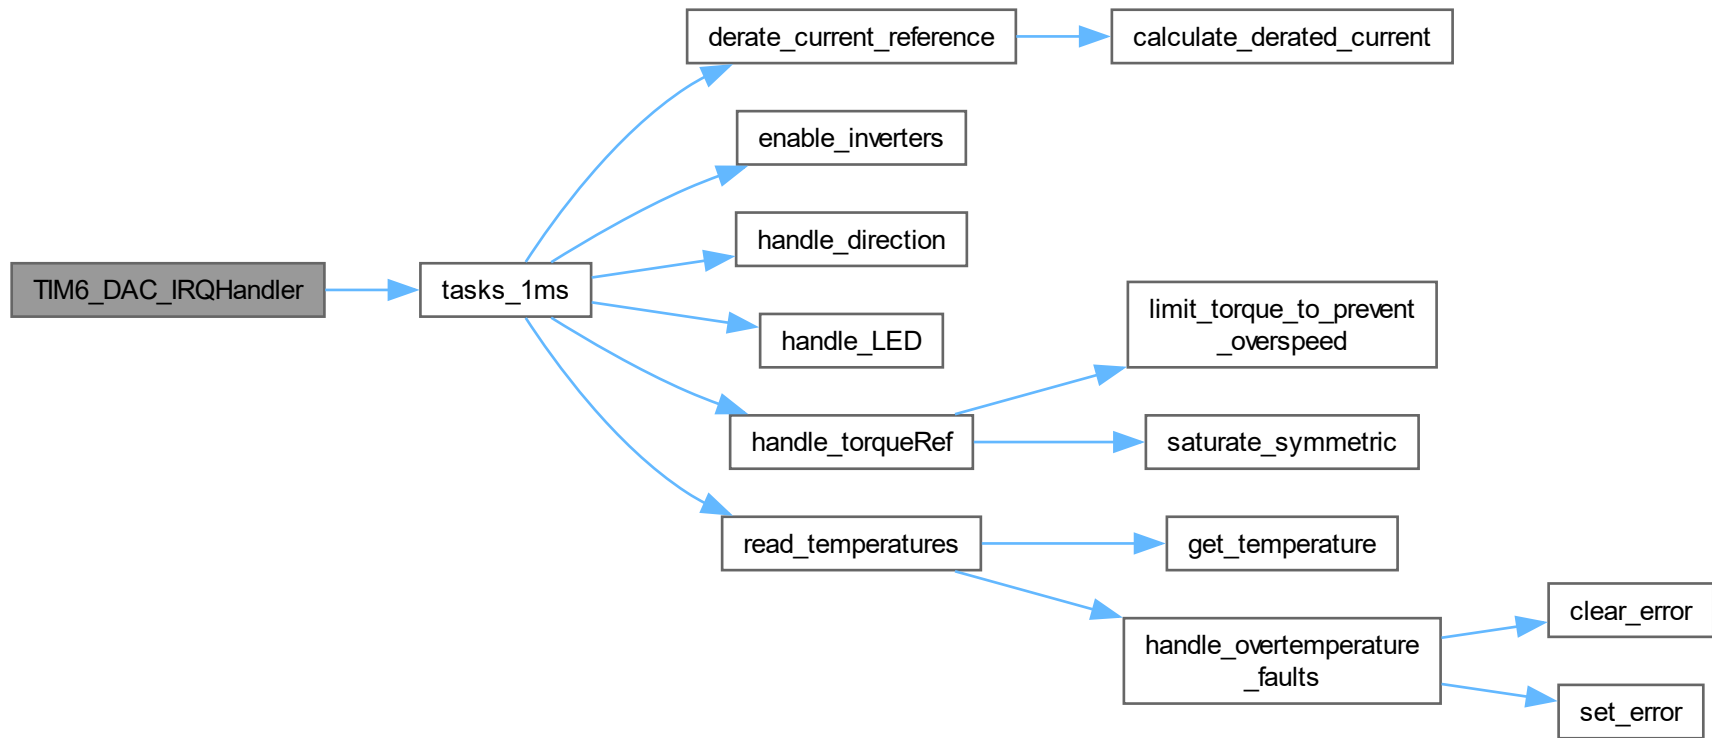 derate_current_reference
calculate_derated_current
enable_inverters
handle_direction
TIM6_DAC_IRQHandler
tasks_1ms
limit_torque_to_prevent
_overspeed
handle_LED
handle_torqueRef
saturate_symmetric
read_temperatures
get_temperature
clear_error
handle_overtemperature
_faults
set_error